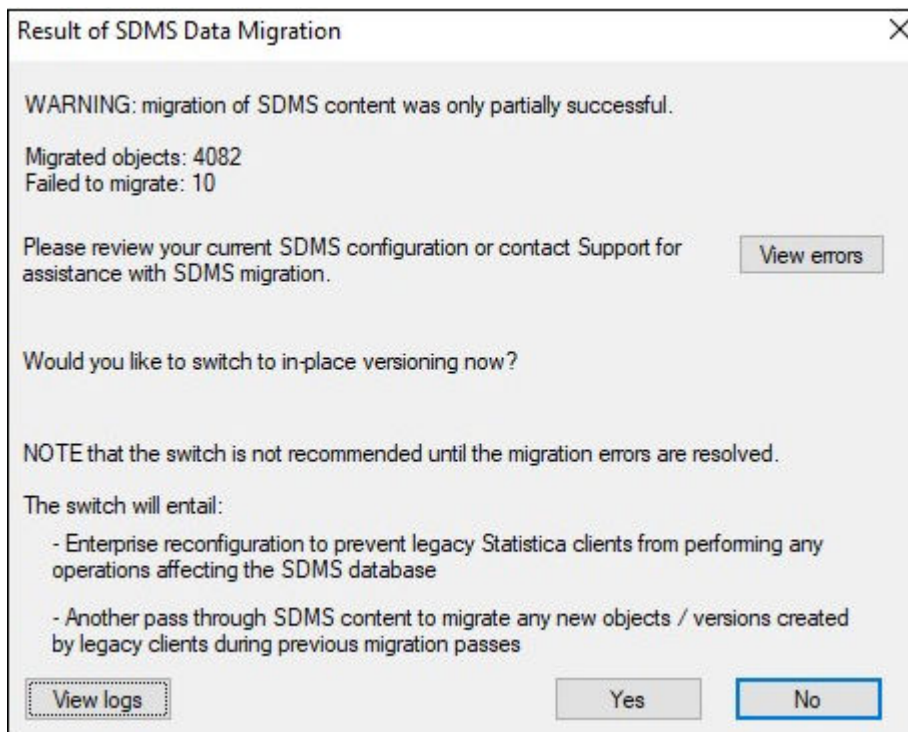 Result of SDMS Data Migration
WARNING: migration of SDMS content was only partially successful.
Migrated objects: 4082
Failed to migrate: 10
Please review your current SDMS configuration or contact Support for
assistance with SDMS migration.
View errors
Would you like to switch to in-place versioning now?
NOTE that the switch is not recommended until the migration errors are resolved.
The switch will entail:
- Enterprise reconfiguration to prevent legacy Statistica clients from performing any
operations affecting the SDMS database
- Another pass through SDMS content to migrate any new objects / versions created
by legacy clients during previous migration passes
View logs
Yes
No